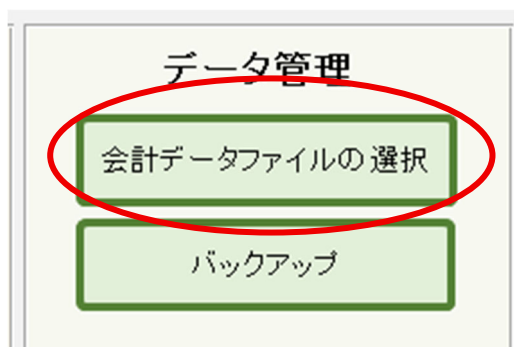 データ管理
会計データファイルの選択
バックアップ